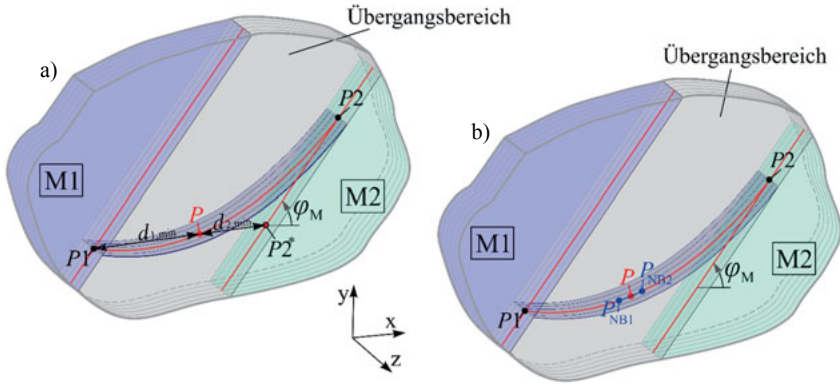 Übergangsbereich
a)
P2
M1
M2
P
φM
d1,min
d2,min
P1
P2*
y
x
z
Übergangsbereich
b)
P2
M1
M2
P
PNB2
φM
P1
PNB1